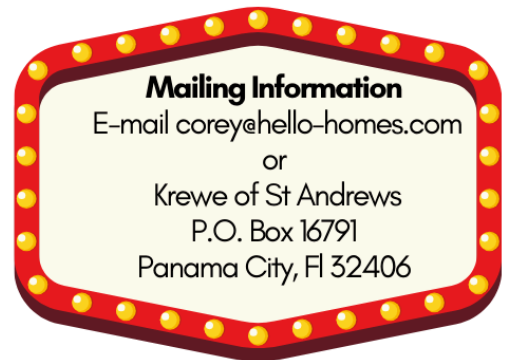 Mailing Information
E-mail corey@hello-homes.com
or
Krewe of St Andrews
P.O. Box 16791
Panama City, Fl 32406